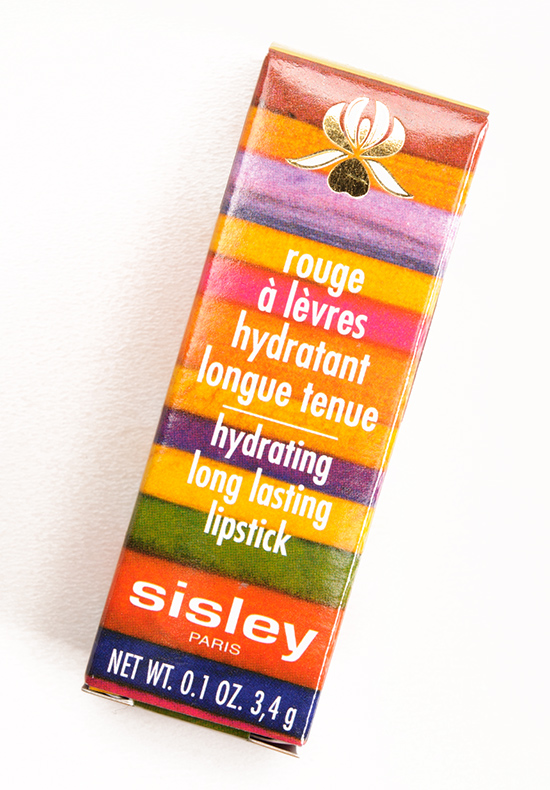 rouge
à lèvres
hydratant
longue tenue
hydrating
long lasting
lipstick
sisley
PARIS
NET WT. 0.1 OZ. 3,4 g